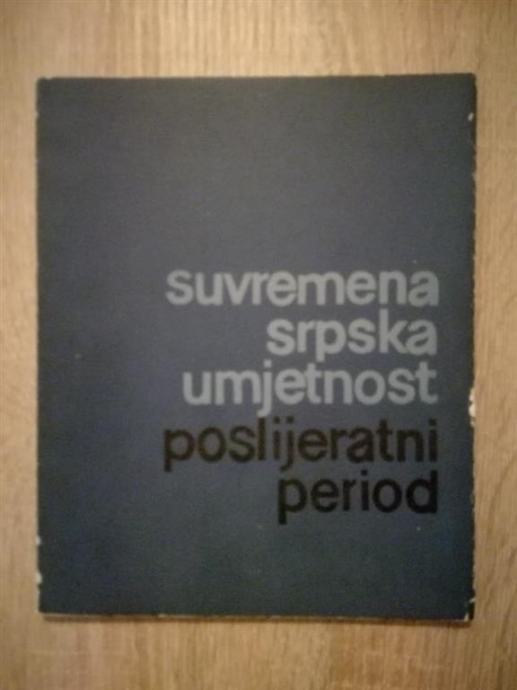 suvremena
srpska
umjetnost
poslijeratni
period